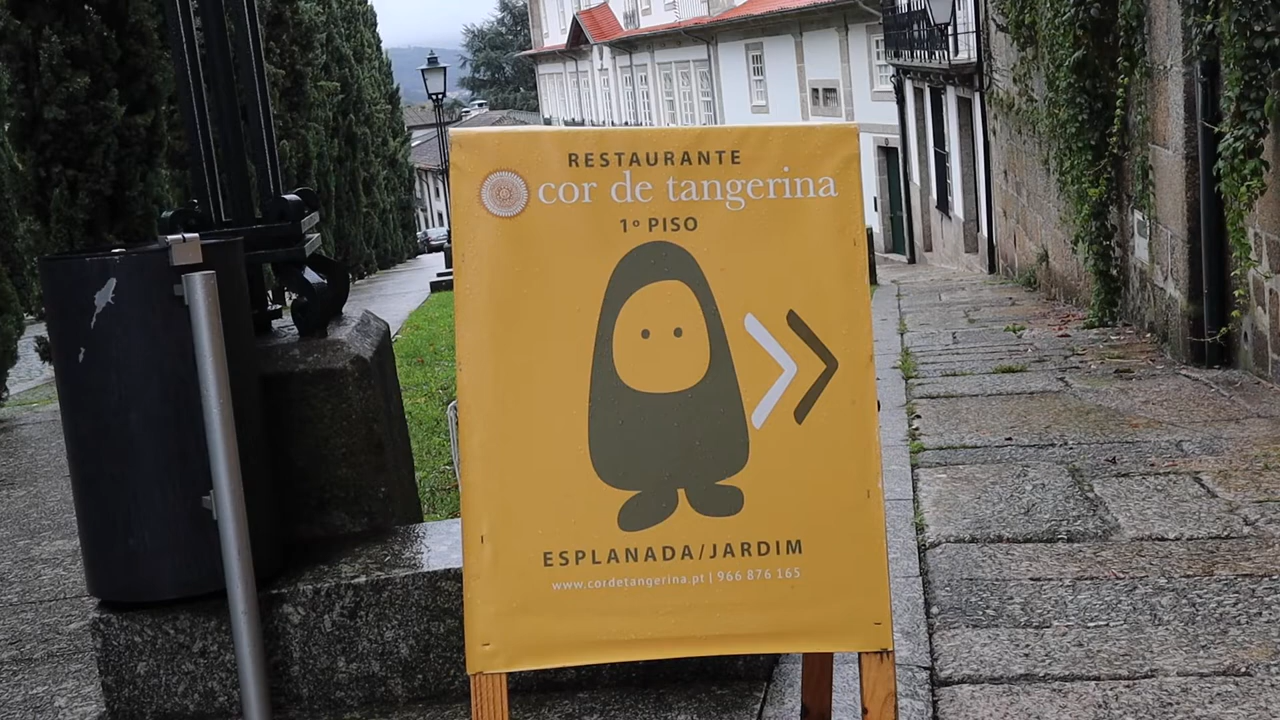 RESTAURANTE
cor de tangerina
1º PISO
ESPLANADA/JARDIM
www.cordetangerina.pt | 966 876 165